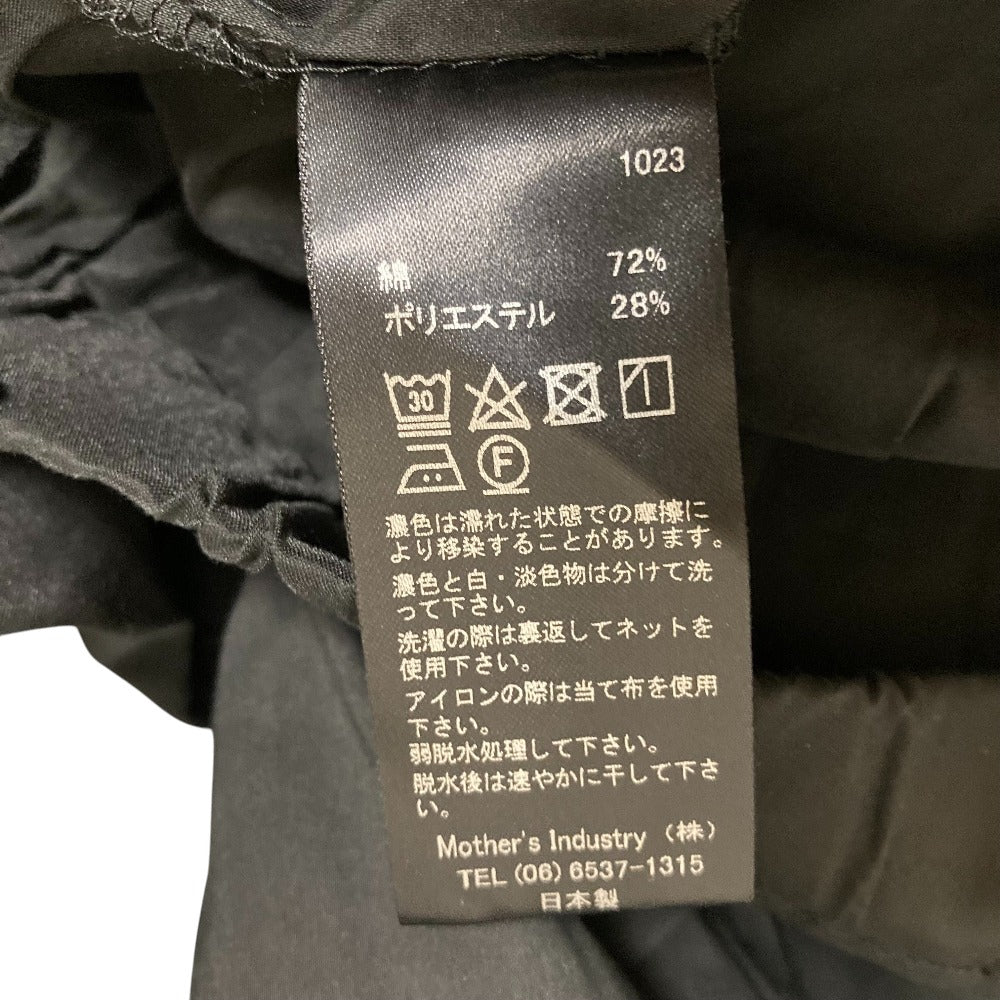 1023
綿 72%
ポリエステル 28%
30
F
濃色は濡れた状態での摩擦に
より移染することがあります。
濃色と白・淡色物は分けて洗
って下さい。
洗濯の際は裏返してネットを
使用下さい。
アイロンの際は当て布を使用
下さい。
弱脱水処理して下さい。
脱水後は速やかに干して下さ
い。
Mother's Industry （株）
TEL (06) 6537-1315
日本製